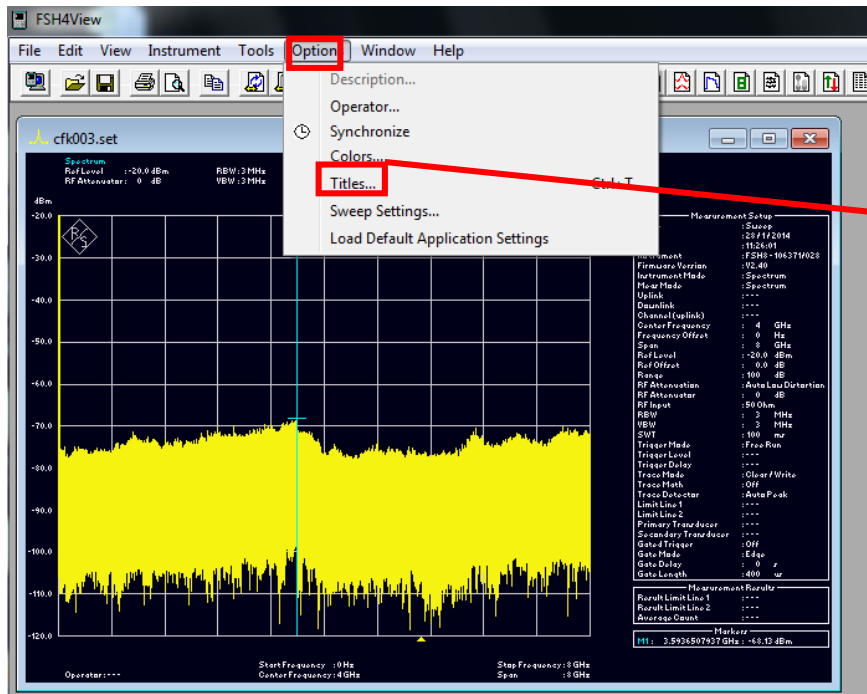 FSH4View
File Edit View Instrument Tools Options Window Help
Description...
Operator...
Synchronize
Colors...
Titles...
Sweep Settings...
Load Default Application Settings
cfk003.set
Spectrum
Ref Level : -20.0 dBm RBW : 3 MHz
RF Attenuator : 0 dB VBW : 3 MHz
dBm
-20.0
-30.0
-40.0
-50.0
-60.0
-70.0
-80.0
-90.0
-100.0
-110.0
-120.0
R S
Start Frequency : 0 Hz Stop Frequency : 8 GHz
Operator : --- Center Frequency : 4 GHz Span : 8 GHz
Measurement Setup
: Sweep
: 28/1/2014
: 11:26:01
Instrument : FSH8 - 106371/028
Firmware Version : V2.40
Instrument Mode : Spectrum
Meas Mode : Spectrum
Uplink : ---
Downlink : ---
Channel (uplink) : ---
Center Frequency : 4 GHz
Frequency Offset : 0 Hz
Span : 8 GHz
Ref Level : -20.0 dBm
Ref Offset : 0.0 dB
Range : 100 dB
RF Attenuation : Auto Low Distortion
RF Attenuator : 0 dB
RF Input : 50 Ohm
RBW : 3 MHz
VBW : 3 MHz
SWT : 100 ms
Trigger Mode : Free Run
Trigger Level : ---
Trigger Delay : ---
Trace Mode : Clear / Write
Trace Math : Off
Trace Detector : Auto Peak
Limit Line 1 : ---
Limit Line 2 : ---
Primary Transducer : ---
Secondary Transducer : ---
Gated Trigger : Off
Gate Mode : Edge
Gate Delay : 0 s
Gate Length : 400 us
Measurement Results
Result Limit Line 1 : ---
Result Limit Line 2 : ---
Average Count : ---
Markers
M1 : 3.5936507937 GHz : -68.13 dBm